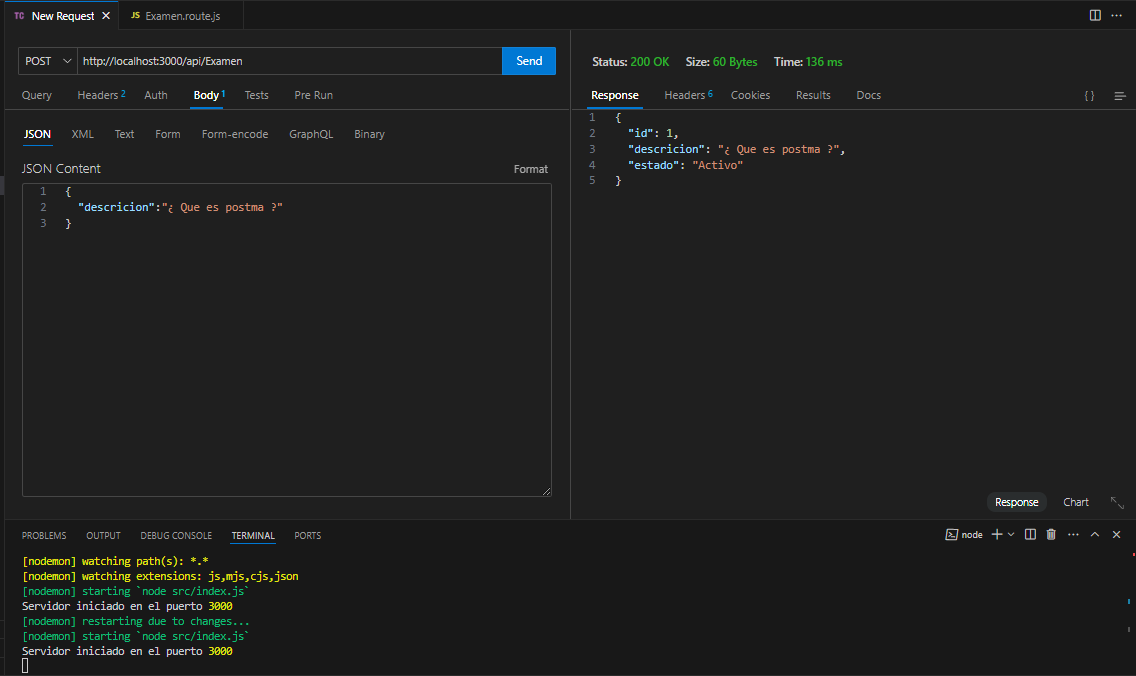 TC New Request JS Examen.route.js
POST http://localhost:3000/api/Examen Send
Query Headers 2 Auth Body 1 Tests Pre Run
JSON XML Text Form Form-encode GraphQL Binary
JSON Content Format
1 {
2 "descricion":"¿ Que es postma ?"
3 }
Status: 200 OK Size: 60 Bytes Time: 136 ms
Response Headers 6 Cookies Results Docs { }
1 {
2 "id": 1,
3 "descricion": "¿ Que es postma ?",
4 "estado": "Activo"
5 }
Response Chart
PROBLEMS OUTPUT DEBUG CONSOLE TERMINAL PORTS node
[nodemon] watching path(s): *.*
[nodemon] watching extensions: js,mjs,cjs,json
[nodemon] starting `node src/index.js`
Servidor iniciado en el puerto 3000
[nodemon] restarting due to changes...
[nodemon] starting `node src/index.js`
Servidor iniciado en el puerto 3000